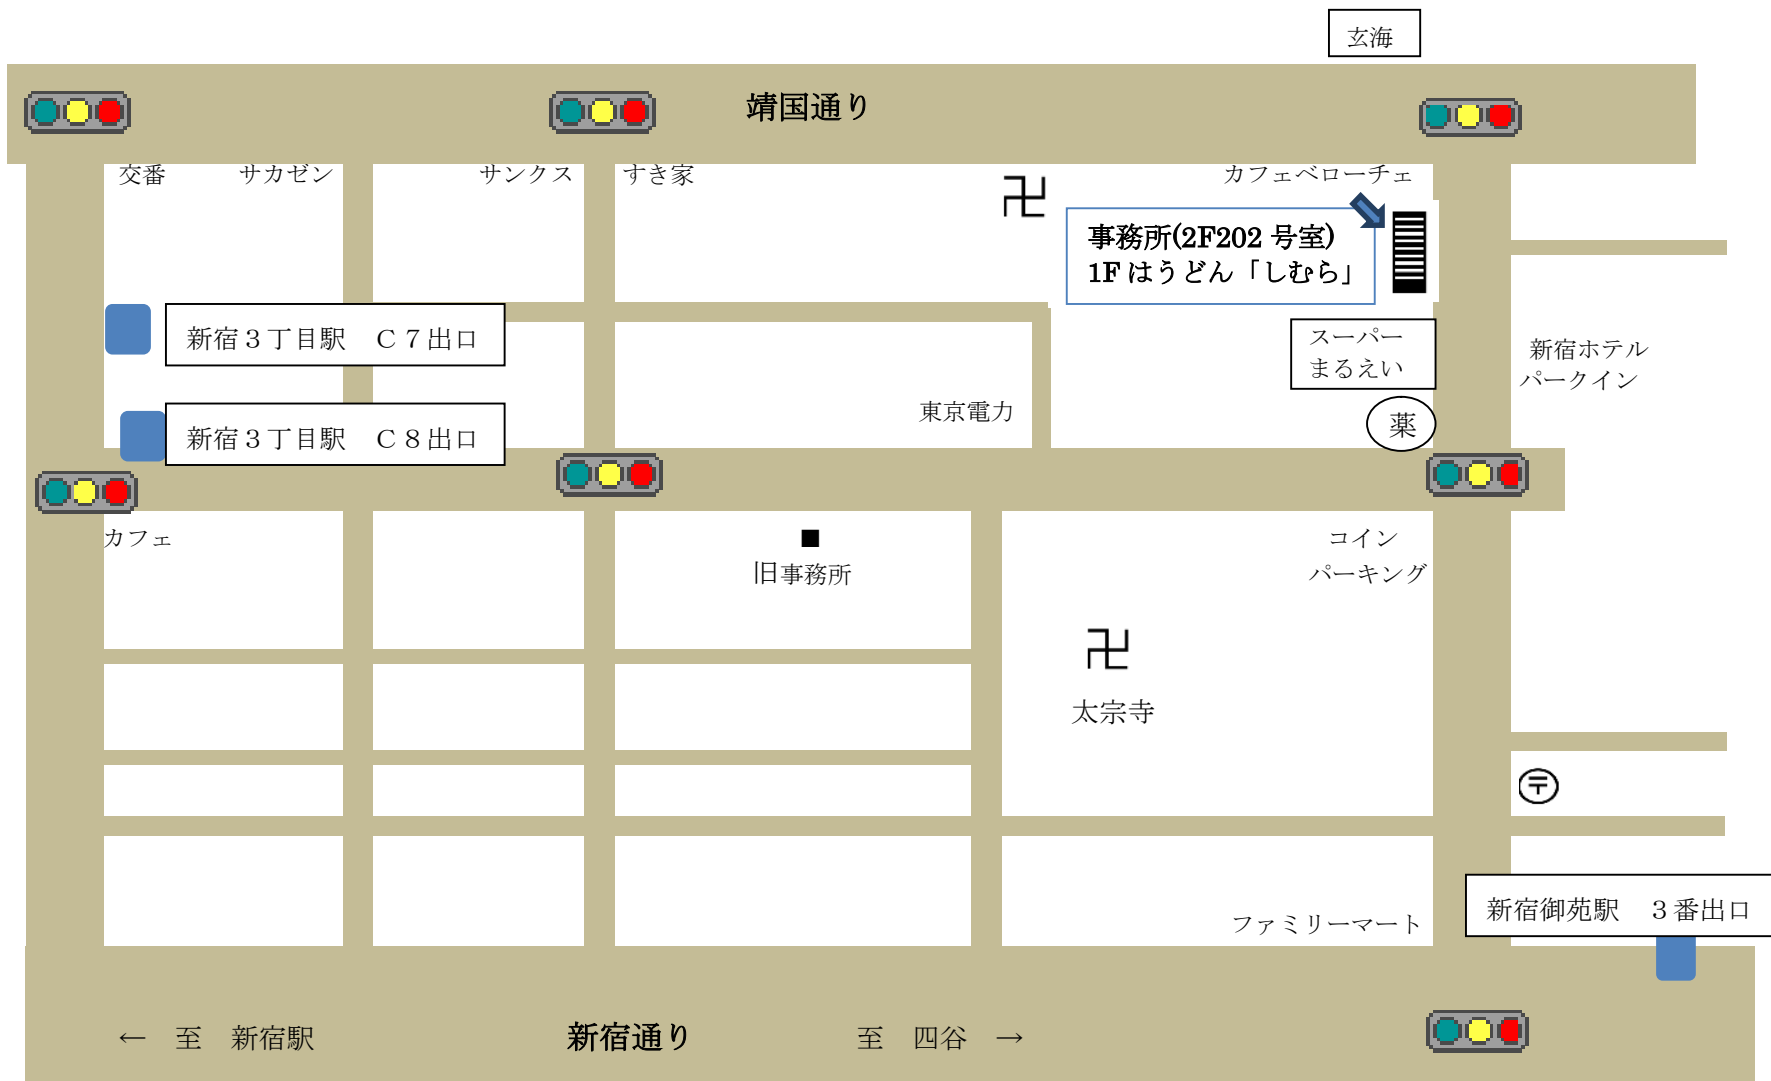 玄海
靖国通り
交番
サカゼン
サンクス
すき家
カフェベローチェ
卍
事務所(2F202 号室)
1F はうどん「しむら」
新宿３丁目駅　Ｃ７出口
スーパー
まるえい
新宿ホテル
パークイン
東京電力
薬
新宿３丁目駅　Ｃ８出口
カフェ
■
旧事務所
コイン
パーキング
卍
太宗寺
〒
新宿御苑駅　３番出口
ファミリーマート
←　至　新宿駅
新宿通り
至　四谷　→